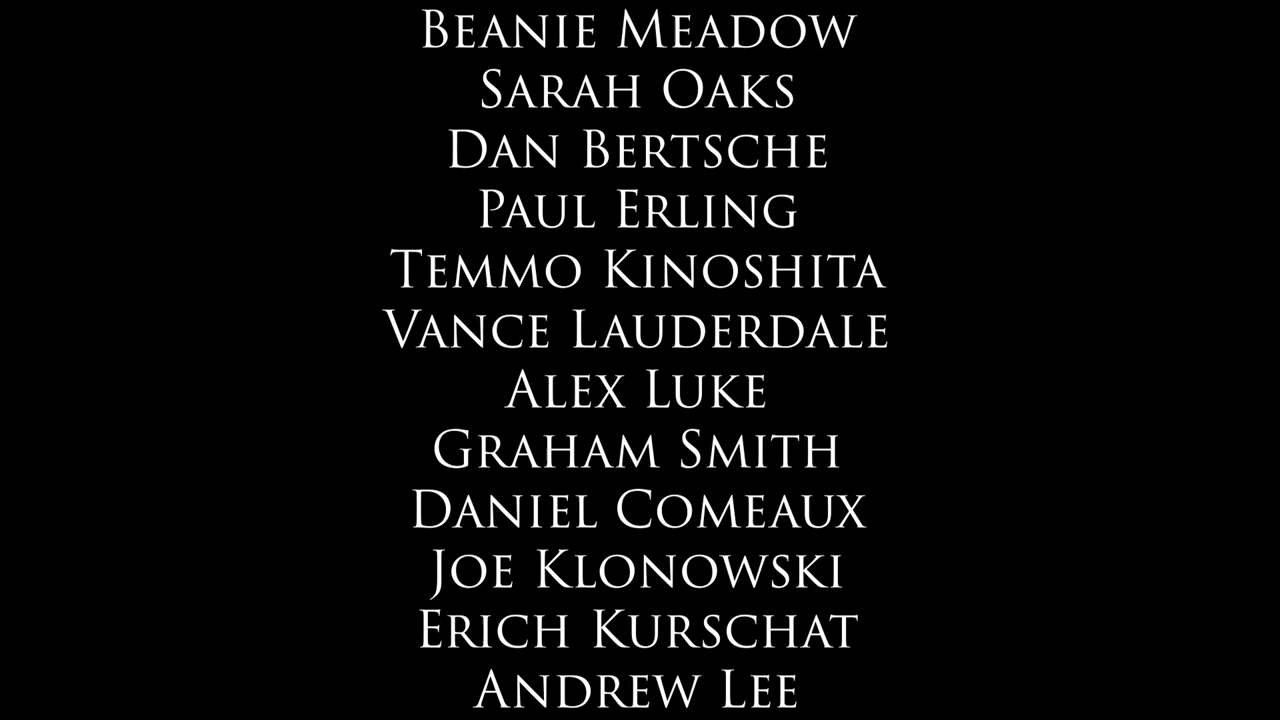 Beanie Meadow
Sarah Oaks
Dan Bertsche
Paul Erling
Temmo Kinoshita
Vance Lauderdale
Alex Luke
Graham Smith
Daniel Comeaux
Joe Klonowski
Erich Kurschat
Andrew Lee